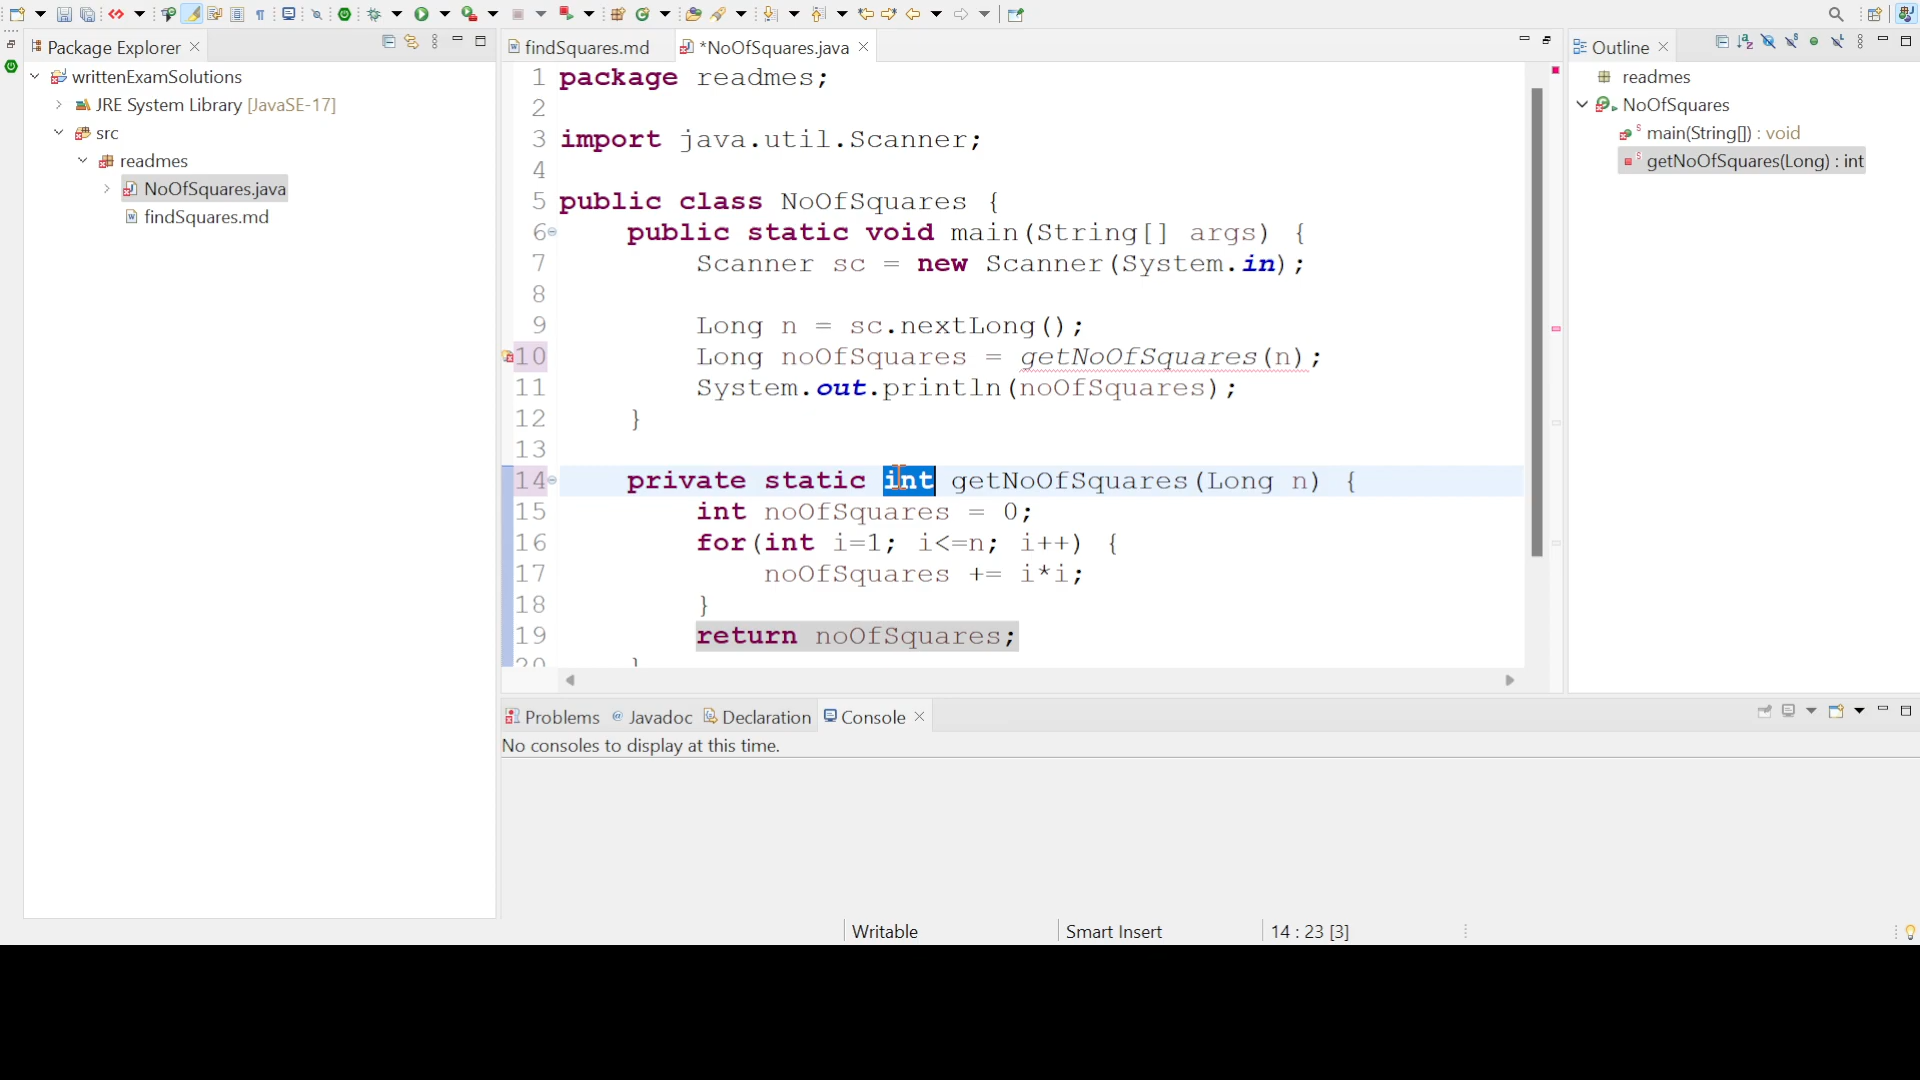 Package Explorer
writtenExamSolutions
JRE System Library [JavaSE-17]
src
readmes
NoOfSquares.java
findSquares.md
findSquares.md
*NoOfSquares.java
1 package readmes;
2
3 import java.util.Scanner;
4
5 public class NoOfSquares {
6 public static void main(String[] args) {
7 Scanner sc = new Scanner(System.in);
8
9 Long n = sc.nextLong();
10 Long noOfSquares = getNoOfSquares(n);
11 System.out.println(noOfSquares);
12 }
13
14 private static int getNoOfSquares(Long n) {
15 int noOfSquares = 0;
16 for(int i=1; i<=n; i++) {
17 noOfSquares += i*i;
18 }
19 return noOfSquares;
20 }
Outline
readmes
NoOfSquares
main(String[]) : void
getNoOfSquares(Long) : int
Problems Javadoc Declaration Console
No consoles to display at this time.
Writable Smart Insert 14 : 23 [3]